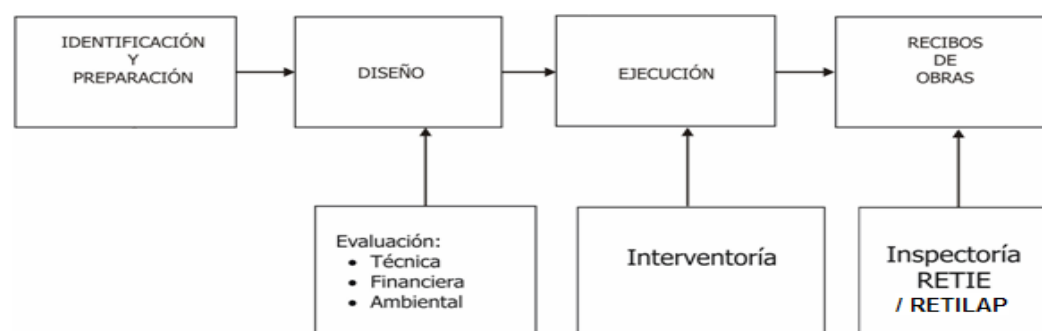 IDENTIFICACIÓN
Y
PREPARACIÓN
DISEÑO
EJECUCIÓN
RECIBOS
DE
OBRAS
Evaluación:
• Técnica
• Financiera
• Ambiental
Interventoría
Inspectoría
RETIE
/ RETILAP